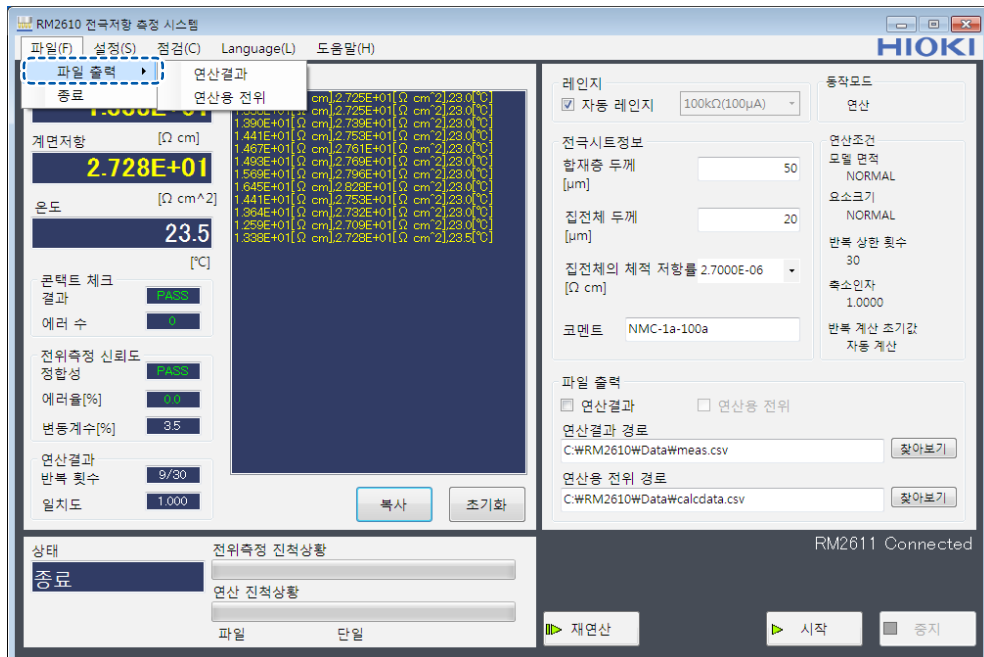 RM2610 전극저항 측정 시스템
파일(F) 설정(S) 점검(C) Language(L) 도움말(H)
HIOKI
파일 출력
종료
연산결과
연산용 전위
계면저항 [Ω cm]
2.728E+01
온도 [Ω cm^2]
23.5
[℃]
콘택트 체크
결과 PASS
에러 수 0
전위측정 신뢰도
정합성 PASS
에러율[%] 0.0
변동계수[%] 3.5
연산결과
반복 횟수 9/30
일치도 1.000
cm],2.725E+01[Ω cm^2],23.0[℃]
1.390E+01[Ω cm],2.739E+01[Ω cm^2],23.0[℃]
1.441E+01[Ω cm],2.753E+01[Ω cm^2],23.0[℃]
1.467E+01[Ω cm],2.761E+01[Ω cm^2],23.0[℃]
1.493E+01[Ω cm],2.769E+01[Ω cm^2],23.0[℃]
1.569E+01[Ω cm],2.796E+01[Ω cm^2],23.0[℃]
1.645E+01[Ω cm],2.828E+01[Ω cm^2],23.0[℃]
1.441E+01[Ω cm],2.753E+01[Ω cm^2],23.0[℃]
1.364E+01[Ω cm],2.732E+01[Ω cm^2],23.0[℃]
1.259E+01[Ω cm],2.709E+01[Ω cm^2],23.0[℃]
1.338E+01[Ω cm],2.728E+01[Ω cm^2],23.5[℃]
복사 초기화
레인지
자동 레인지 100kΩ(100μA)
전극시트정보
합재층 두께 50
[μm]
집전체 두께 20
[μm]
집전체의 체적 저항률 2.7000E-06
[Ω cm]
코멘트 NMC-1a-100a
동작모드
연산
연산조건
모델 면적
NORMAL
요소크기
NORMAL
반복 상한 횟수
30
축소인자
1.0000
반복 계산 초기값
자동 계산
파일 출력
연산결과 연산용 전위
연산결과 경로
C:₩RM2610₩Data₩meas.csv 찾아보기
연산용 전위 경로
C:₩RM2610₩Data₩calcdata.csv 찾아보기
상태
종료
전위측정 진척상황
연산 진척상황
파일 단일
RM2611 Connected
재연산 시작 중지